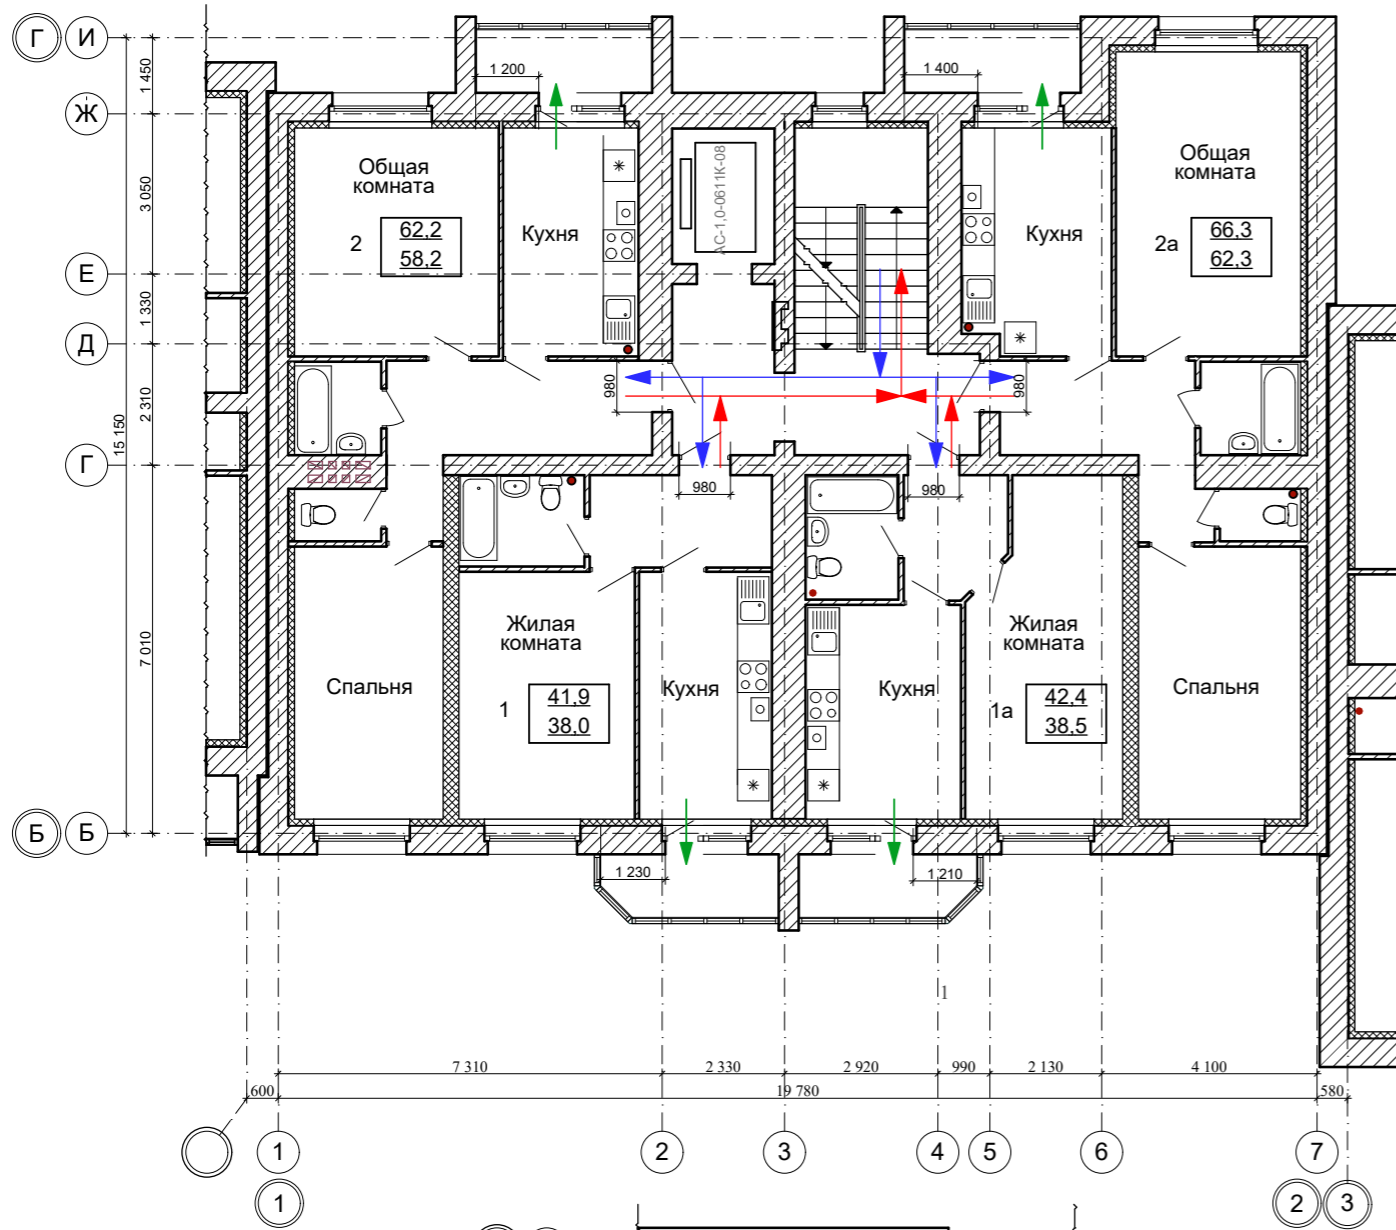 Г И
1 450
1 200
1 400
Ж
Общая
комната
Общая
комната
3 050
АС-1,0-0611К-08
2
62,2
58,2
Кухня
Кухня
2а
66,3
62,3
Е
1 330
Д
980
980
2 310
15 150
Г
980
980
7 010
Жилая
комната
Жилая
комната
Спальня
1
41,9
38,0
Кухня
Кухня
1а
42,4
38,5
Спальня
Б Б
1 230
1 210
1
7 310
2 330
2 920
990
2 130
4 100
600
19 780
580
1 2 3 4 5 6 7
1 2 3